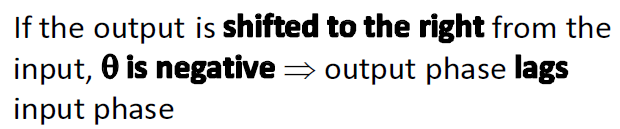 If the output is shifted to the right from the
input, θ is negative ⇒ output phase lags
input phase